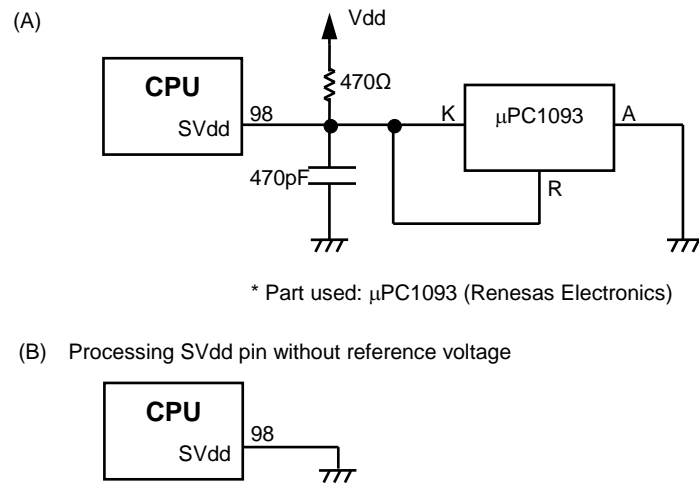 (A)
Vdd
470Ω
CPU
SVdd
98
K
μPC1093
A
R
470pF
* Part used: μPC1093 (Renesas Electronics)
(B) Processing SVdd pin without reference voltage
CPU
SVdd
98